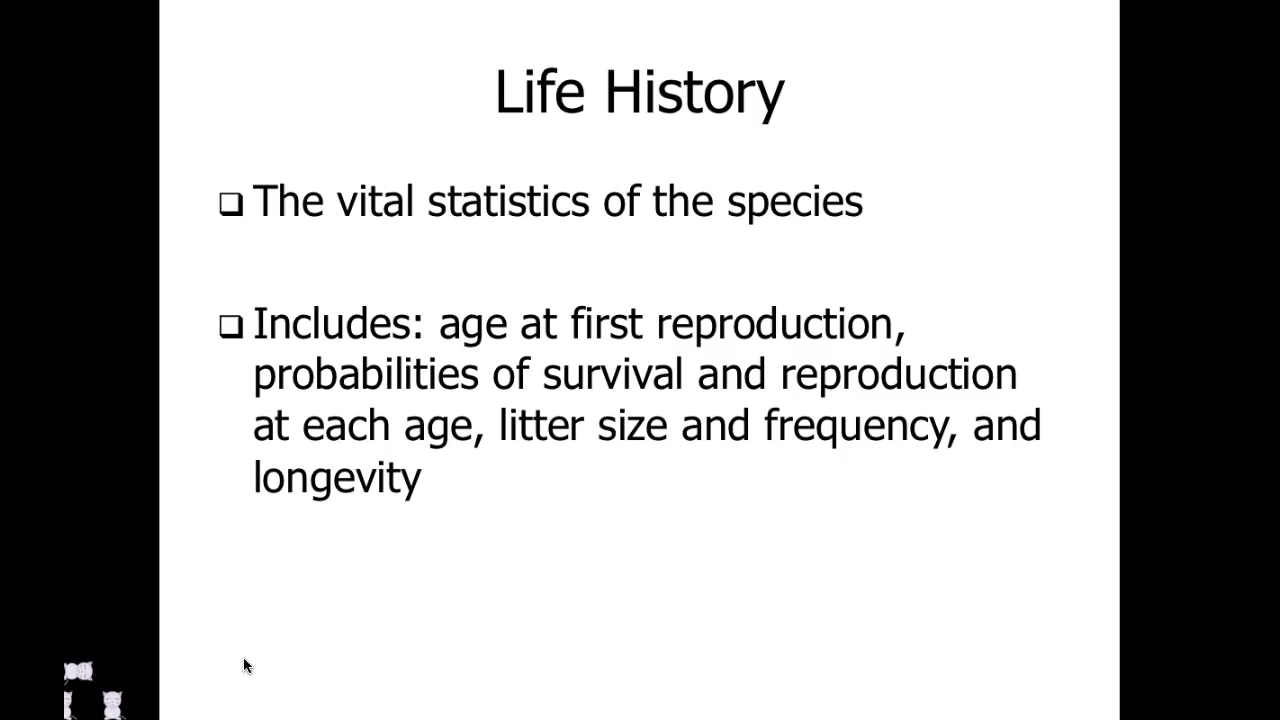 Life History
❑ The vital statistics of the species
❑ Includes: age at first reproduction,
probabilities of survival and reproduction
at each age, litter size and frequency, and
longevity